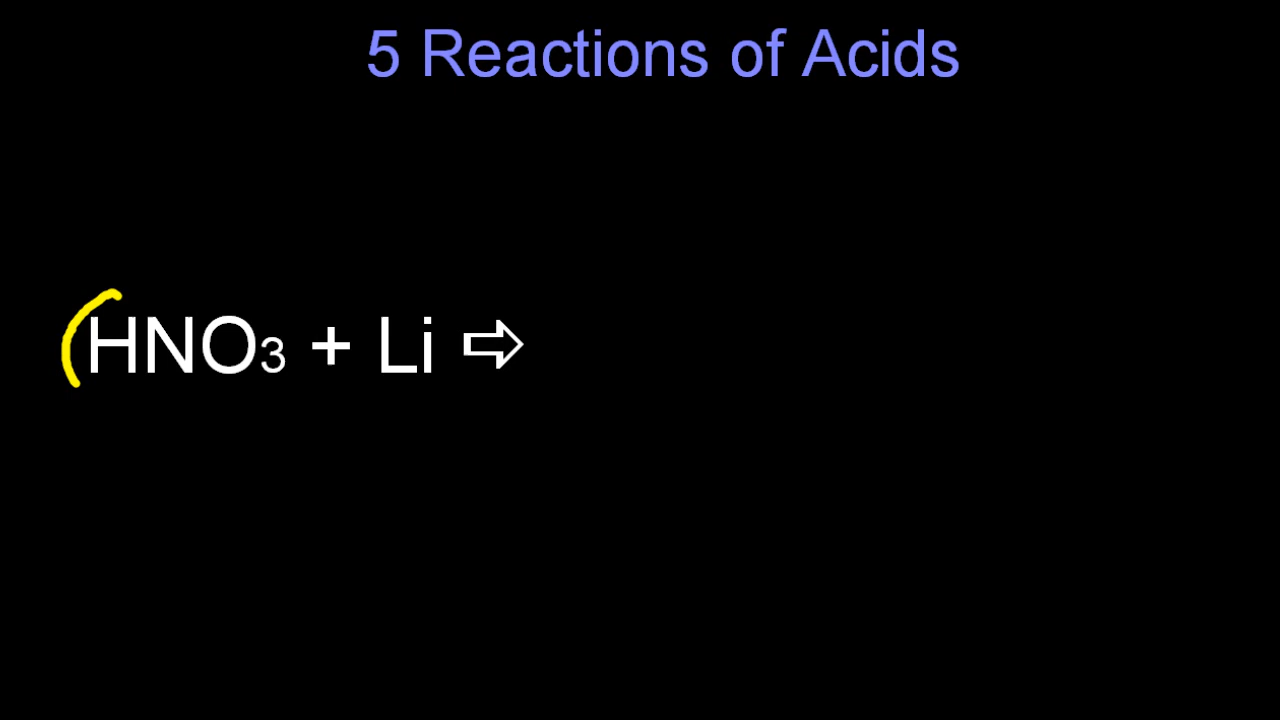 5 Reactions of Acids
HNO₃ + Li ⇨